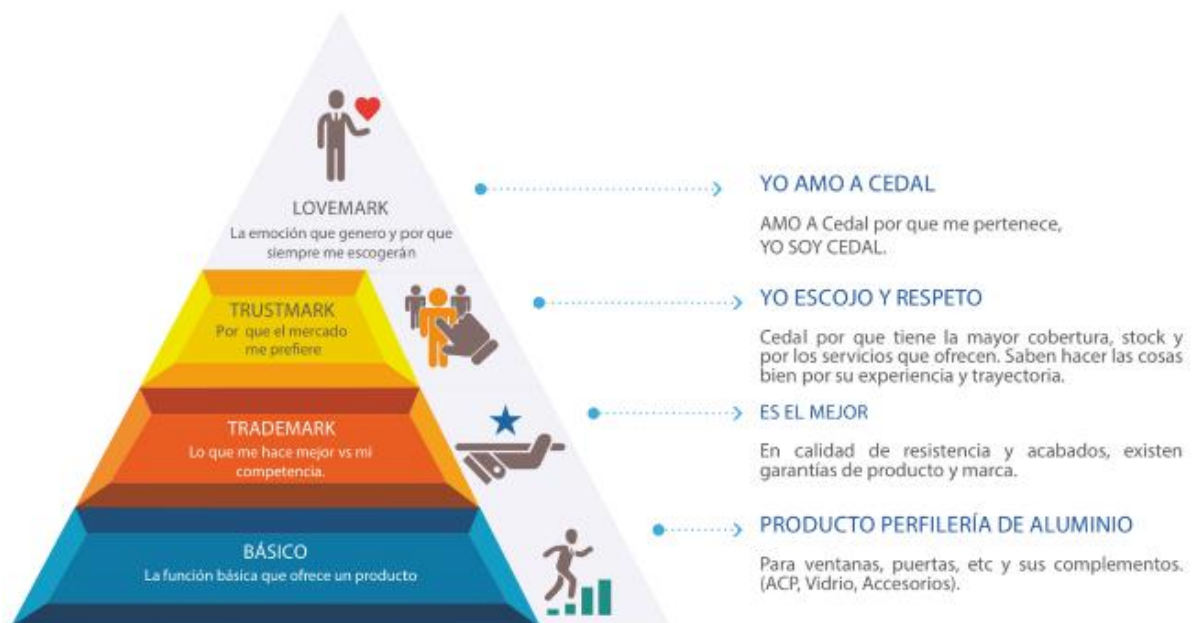 LOVEMARK
La emoción que genero y por que
siempre me escogerán
YO AMO A CEDAL
AMO A Cedal por que me pertenece,
YO SOY CEDAL.
TRUSTMARK
Por que el mercado
me prefiere
YO ESCOJO Y RESPETO
Cedal por que tiene la mayor cobertura, stock y
por los servicios que ofrecen. Saben hacer las cosas
bien por su experiencia y trayectoria.
TRADEMARK
Lo que me hace mejor vs mi
competencia.
ES EL MEJOR
En calidad de resistencia y acabados, existen
garantías de producto y marca.
BÁSICO
La función básica que ofrece un producto
PRODUCTO PERFILERÍA DE ALUMINIO
Para ventanas, puertas, etc y sus complementos.
(ACP, Vidrio, Accesorios).